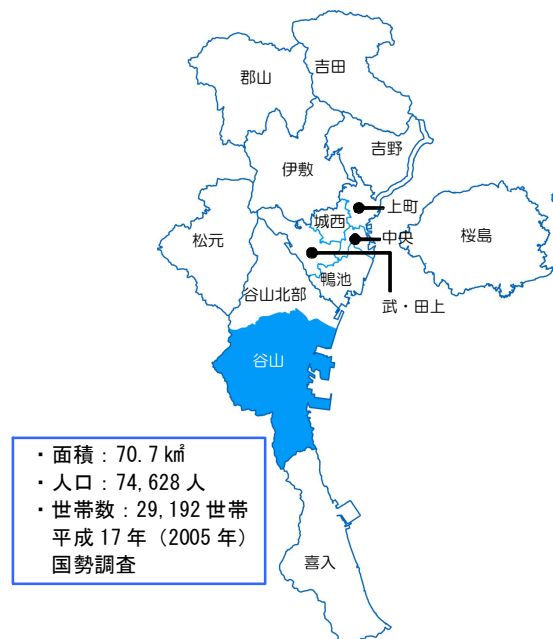 吉田
郡山
吉野
伊敷
上町
城西
中央
松元
桜島
鴨池
谷山北部
武・田上
谷山
・面積：70.7㎢
・人口：74,628人
・世帯数：29,192世帯
平成17年（2005年）
国勢調査
喜入